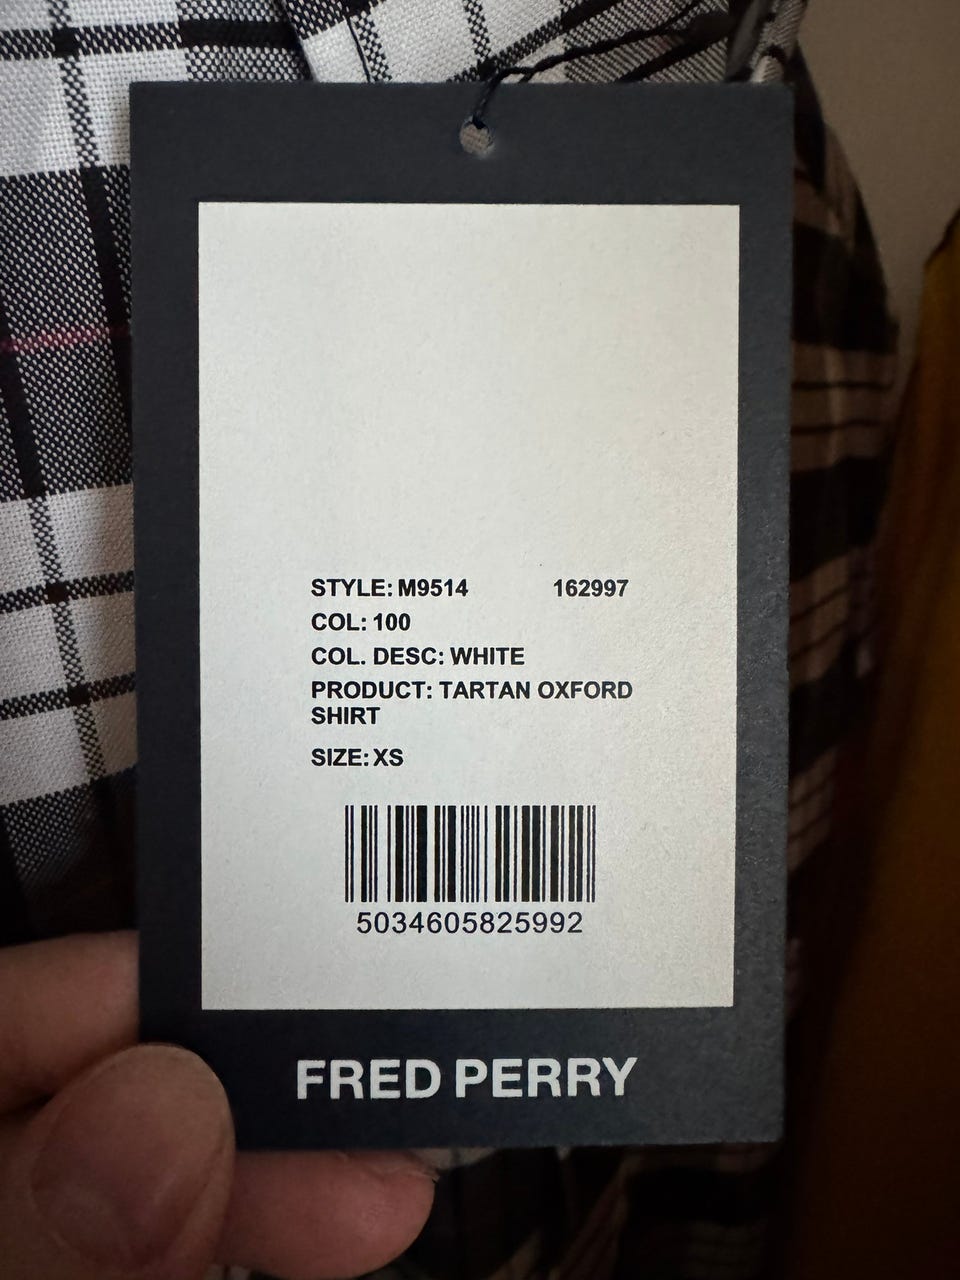 STYLE: M9514 162997
COL: 100
COL. DESC: WHITE
PRODUCT: TARTAN OXFORD
SHIRT
SIZE: XS
5034605825992
FRED PERRY